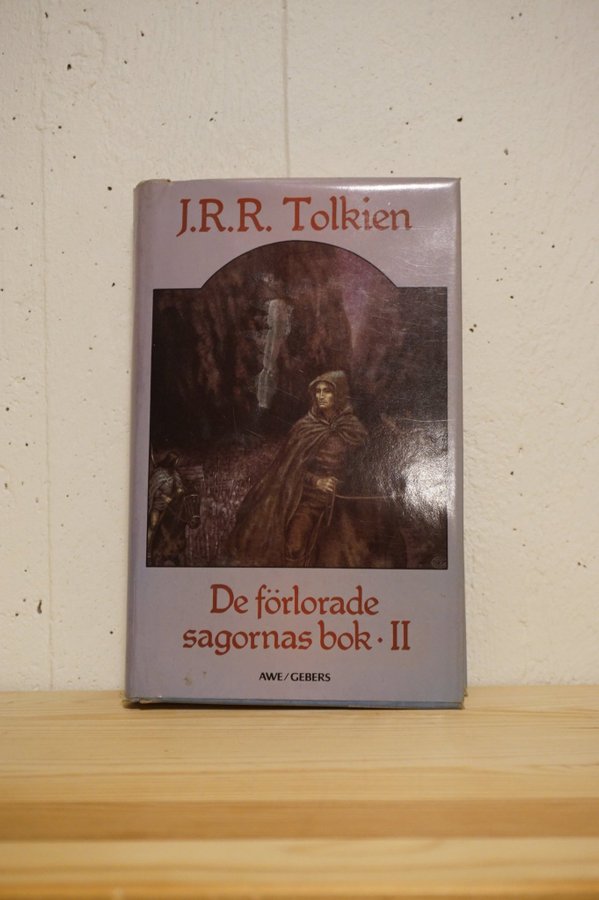 J.R.R. Tolkien
De förlorade
sagornas bok · II
AWE/GEBERS